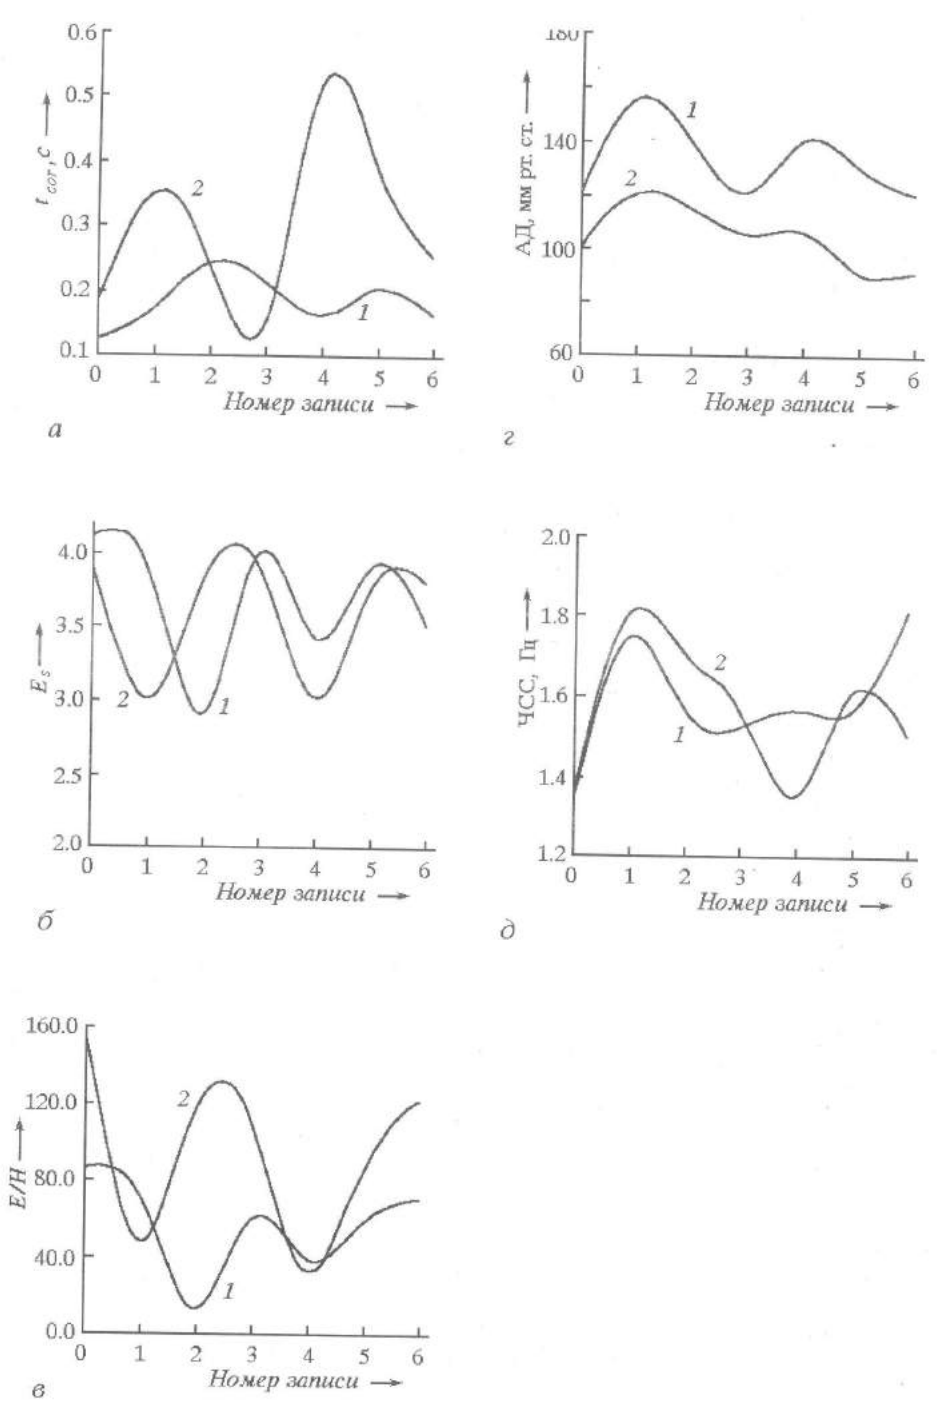 0.6
0.5
0.4
0.3
0.2
0.1
t cor, c
2
1
0 1 2 3 4 5 6
Номер записи
а
180
140
100
60
АД, мм рт. ст.
1
2
0 1 2 3 4 5 6
Номер записи
г
4.0
3.5
3.0
2.5
2.0
Es
2
1
0 1 2 3 4 5 6
Номер записи
б
2.0
1.8
1.6
1.4
1.2
ЧСС, Гц
2
1
0 1 2 3 4 5 6
Номер записи
д
160.0
120.0
80.0
40.0
0.0
E/H
2
1
0 1 2 3 4 5 6
Номер записи
в